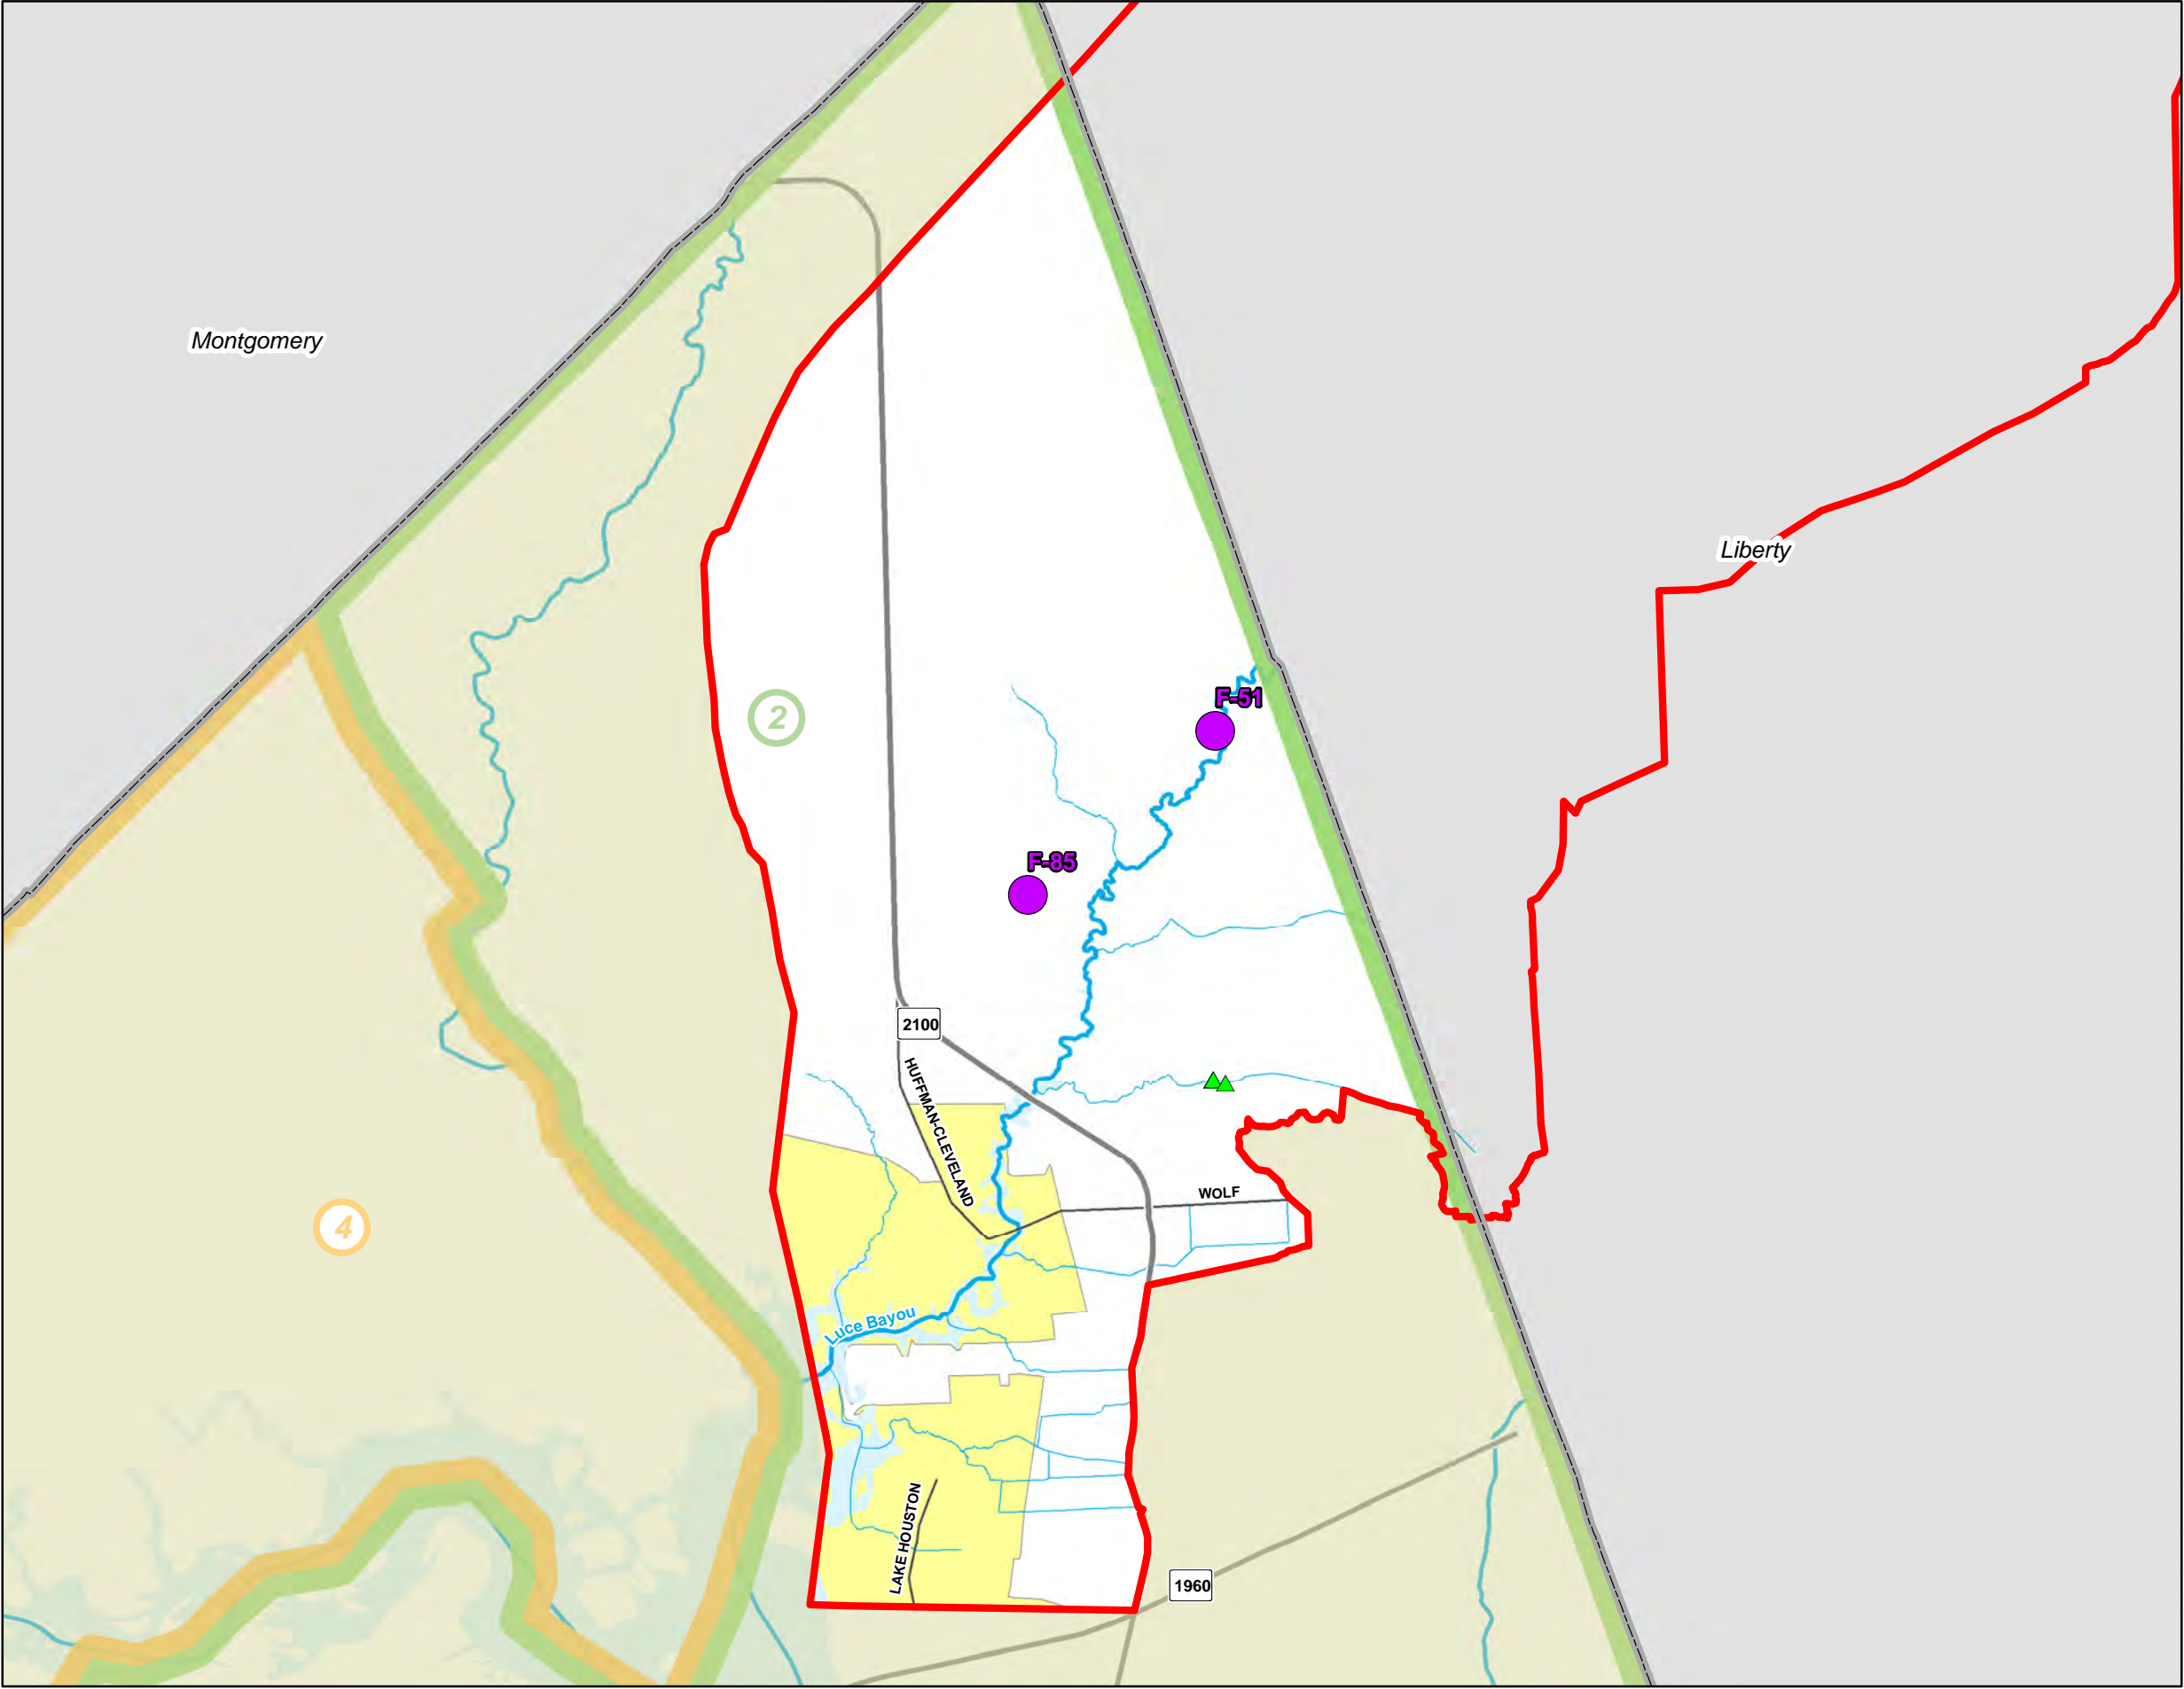 Montgomery
Liberty
F-51
2
F-85
2100
HUFFMAN-CLEVELAND
WOLF
4
Luce Bayou
LAKE HOUSTON
1960